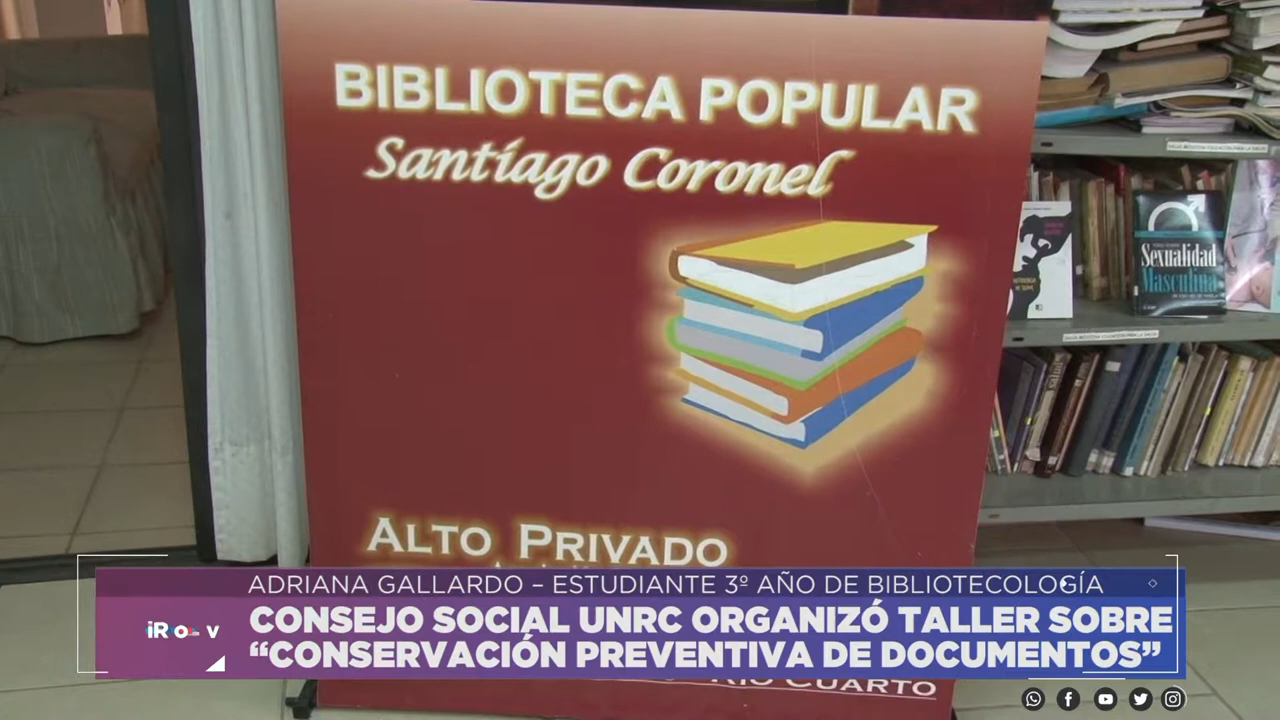 BIBLIOTECA POPULAR
Santiago Coronel
Sexualidad
Masculina
ALTO PRIVADO
ADRIANA GALLARDO – ESTUDIANTE 3º AÑO DE BIBLIOTECOLOGÍA
CONSEJO SOCIAL UNRC ORGANIZÓ TALLER SOBRE
“CONSERVACIÓN PREVENTIVA DE DOCUMENTOS”
RÍO CUARTO